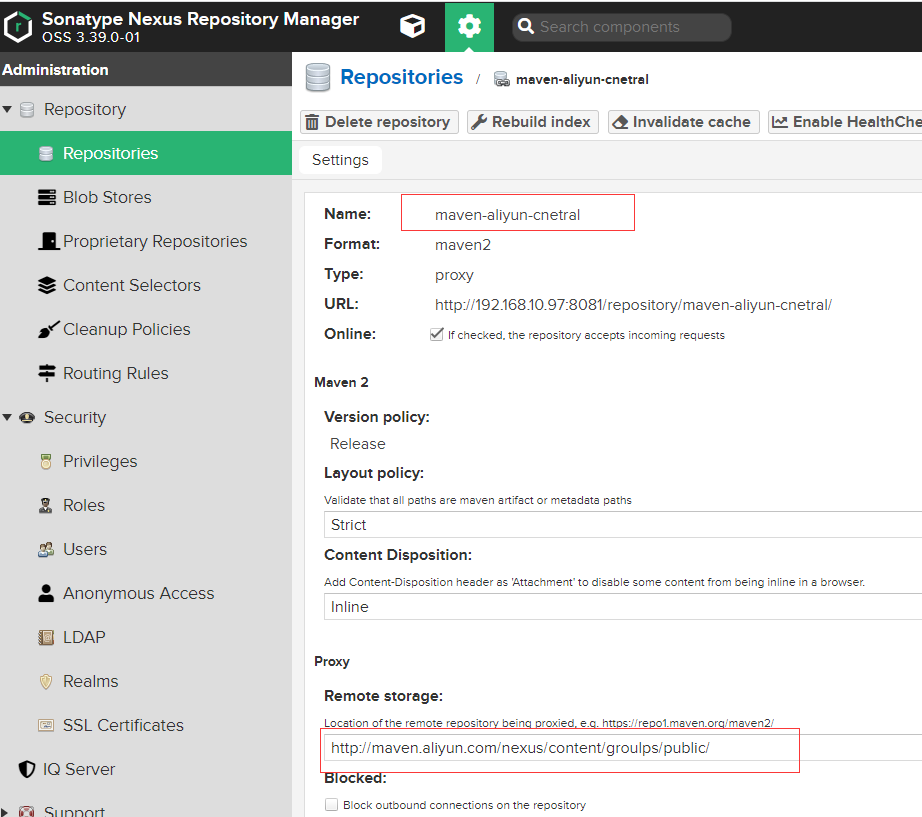 Sonatype Nexus Repository Manager
OSS 3.39.0-01
Search components
Administration
Repository
Repositories
Blob Stores
Proprietary Repositories
Content Selectors
Cleanup Policies
Routing Rules
Security
Privileges
Roles
Users
Anonymous Access
LDAP
Realms
SSL Certificates
IQ Server
Support
Repositories / maven-aliyun-cnetral
Delete repository Rebuild index Invalidate cache Enable HealthChe
Settings
Name: maven-aliyun-cnetral
Format: maven2
Type: proxy
URL: http://192.168.10.97:8081/repository/maven-aliyun-cnetral/
Online: If checked, the repository accepts incoming requests
Maven 2
Version policy:
Release
Layout policy:
Validate that all paths are maven artifact or metadata paths
Strict
Content Disposition:
Add Content-Disposition header as 'Attachment' to disable some content from being inline in a browser.
Inline
Proxy
Remote storage:
Location of the remote repository being proxied, e.g. https://repo1.maven.org/maven2/
http://maven.aliyun.com/nexus/content/groulps/public/
Blocked:
Block outbound connections on the repository